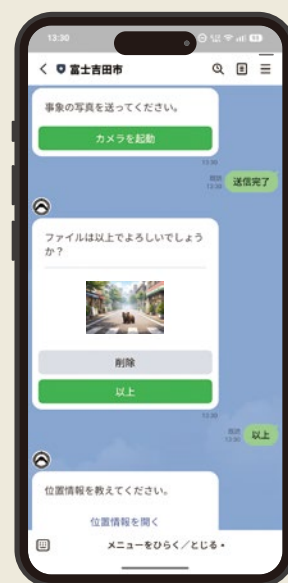 13:30
富士吉田市
事象の写真を送ってください。
カメラを起動
13:30
既読
13:30
送信完了
ファイルは以上でよろしいでしょう
か？
削除
以上
13:30
既読
13:30
以上
位置情報を教えてください。
位置情報を開く
メニューをひらく／とじる